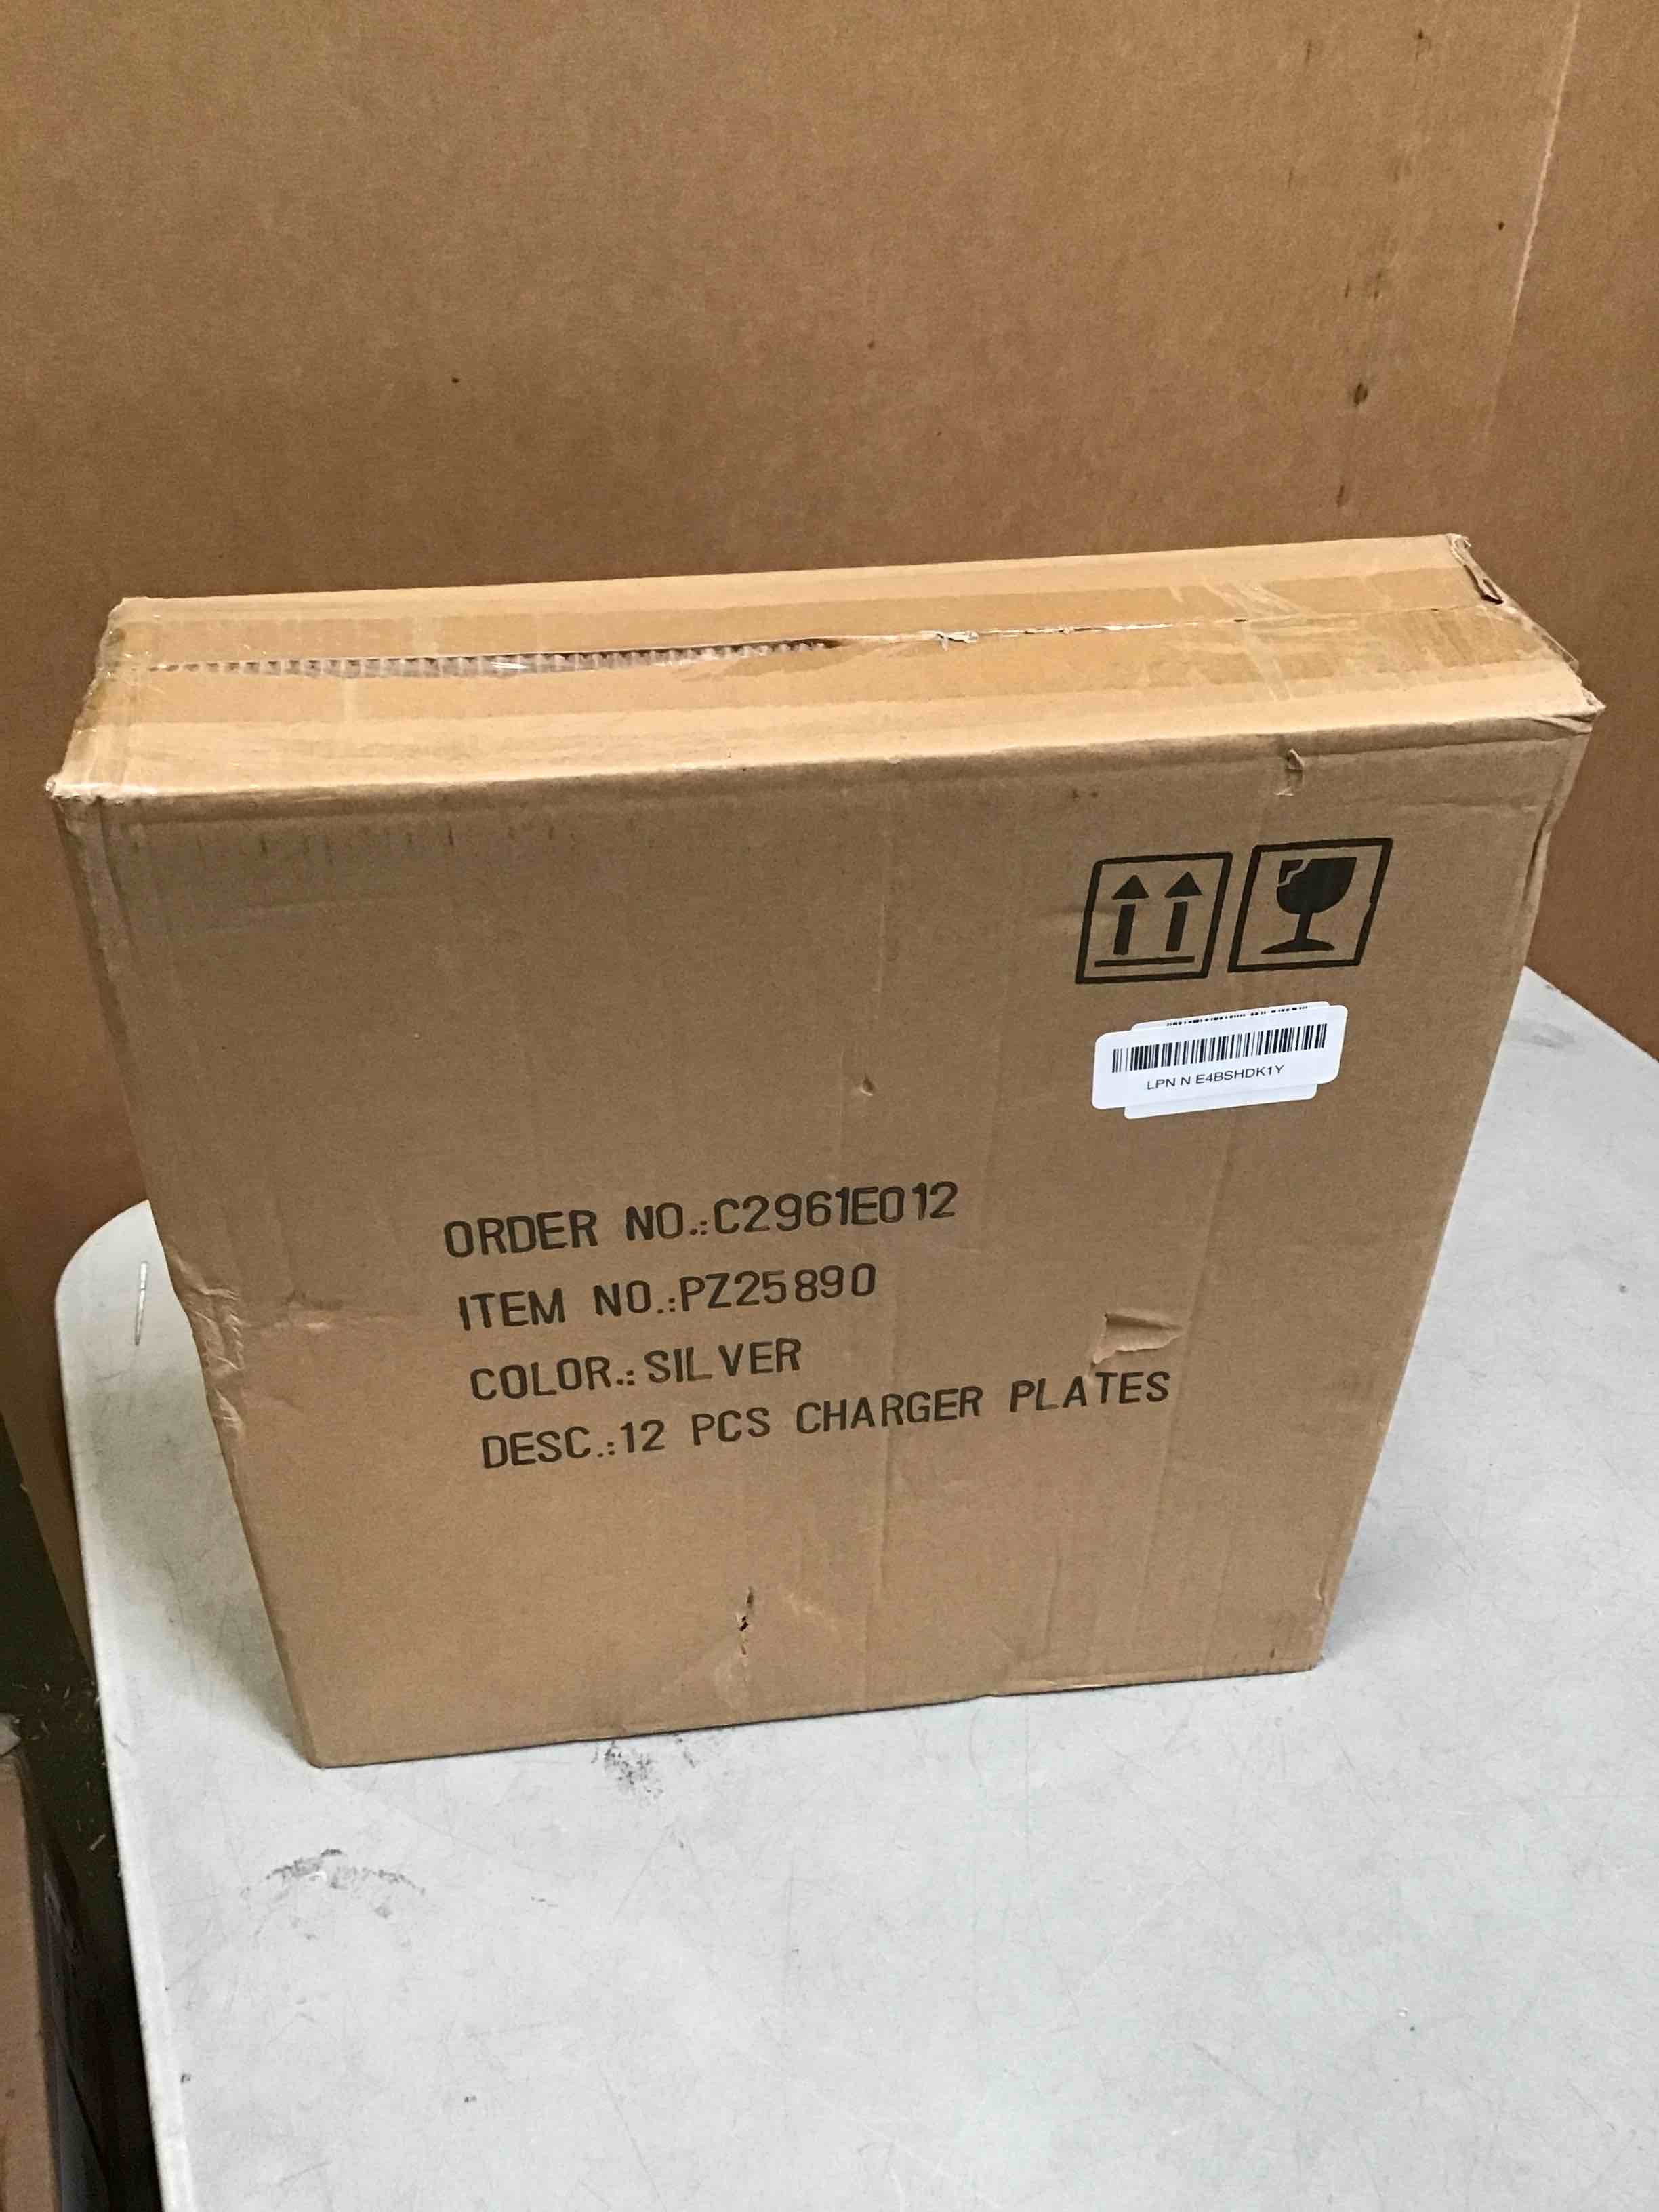 LPN N E4BSHDK1Y
ORDER NO.:C2961E012
ITEM NO.:PZ25890
COLOR.:SILVER
DESC.:12 PCS CHARGER PLATES